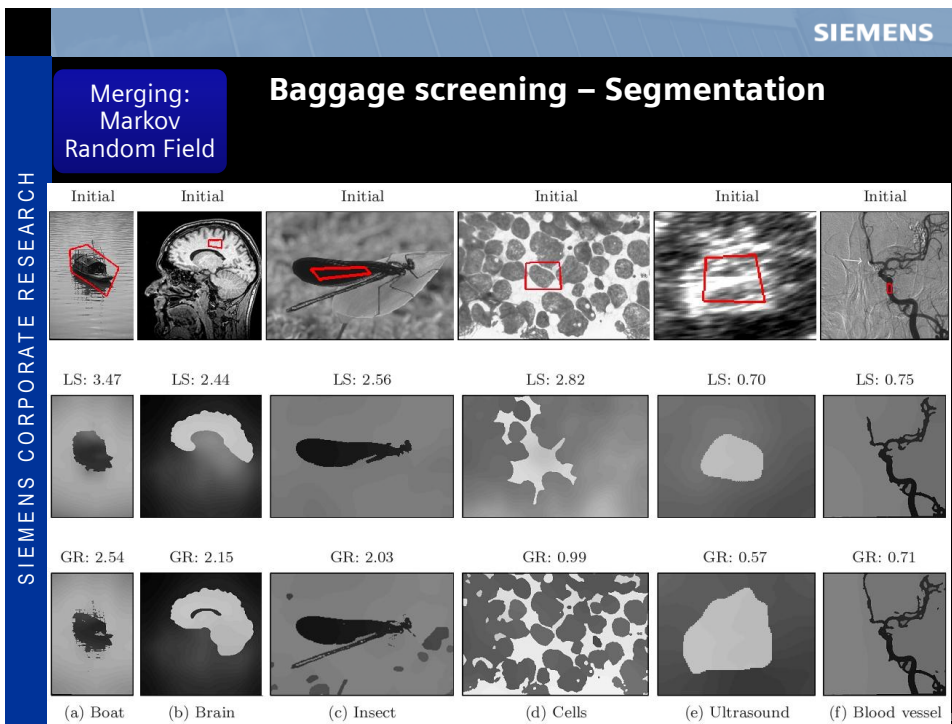 SIEMENS
Merging:
Markov
Random Field
Baggage screening – Segmentation
SIEMENS CORPORATE RESEARCH
Initial Initial Initial Initial Initial Initial
LS: 3.47 LS: 2.44 LS: 2.56 LS: 2.82 LS: 0.70 LS: 0.75
GR: 2.54 GR: 2.15 GR: 2.03 GR: 0.99 GR: 0.57 GR: 0.71
(a) Boat (b) Brain (c) Insect (d) Cells (e) Ultrasound (f) Blood vessel